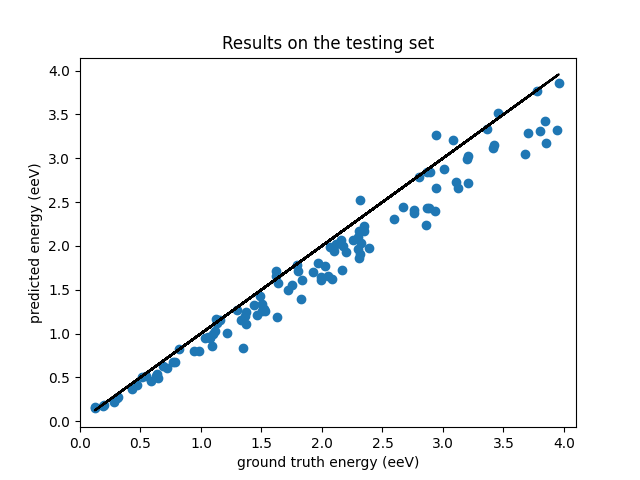 Results on the testing set
4.0
3.5
3.0
2.5
2.0
1.5
1.0
0.5
0.0
predicted energy (eeV)
0.0 0.5 1.0 1.5 2.0 2.5 3.0 3.5 4.0
ground truth energy (eeV)